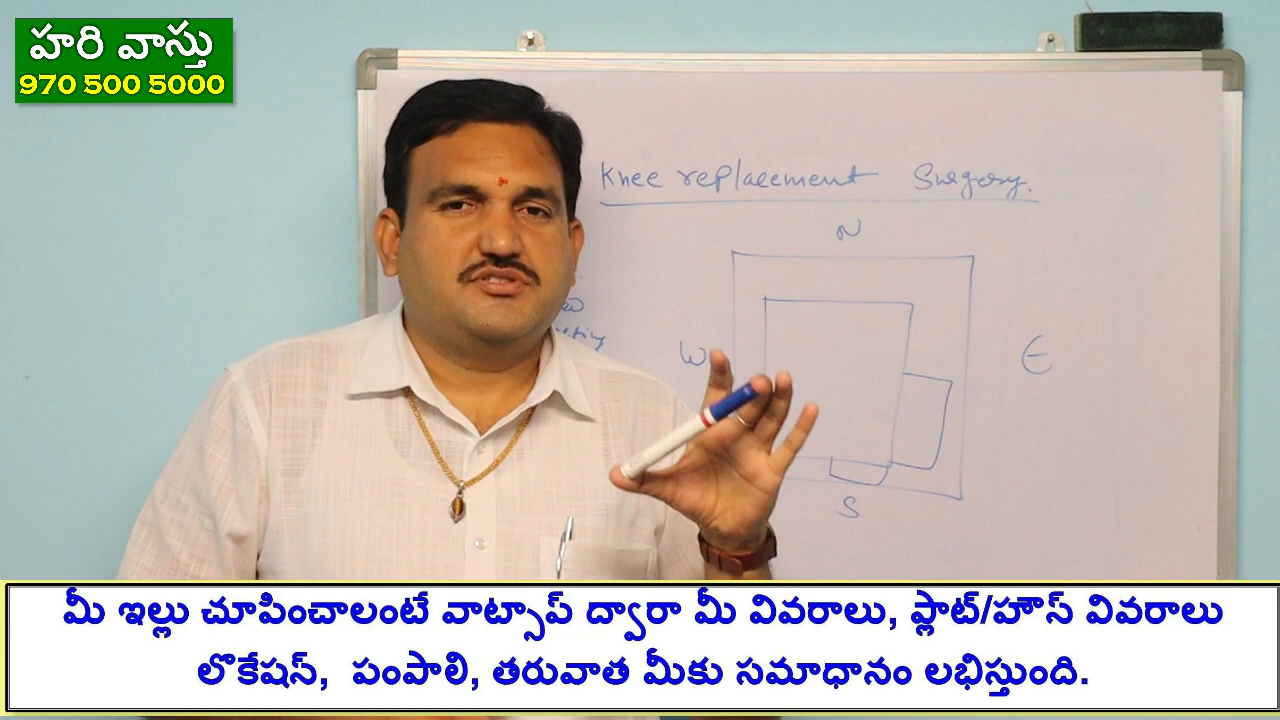 హరి వాస్తు
970 500 5000
Knee replacement Surgery.
N
W
E
S
మీ ఇల్లు చూపించాలంటే వాట్సాప్ ద్వారా మీ వివరాలు, ప్లాట్/హౌస్ వివరాలు
లొకేషన్, పంపాలి, తరువాత మీకు సమాధానం లభిస్తుంది.